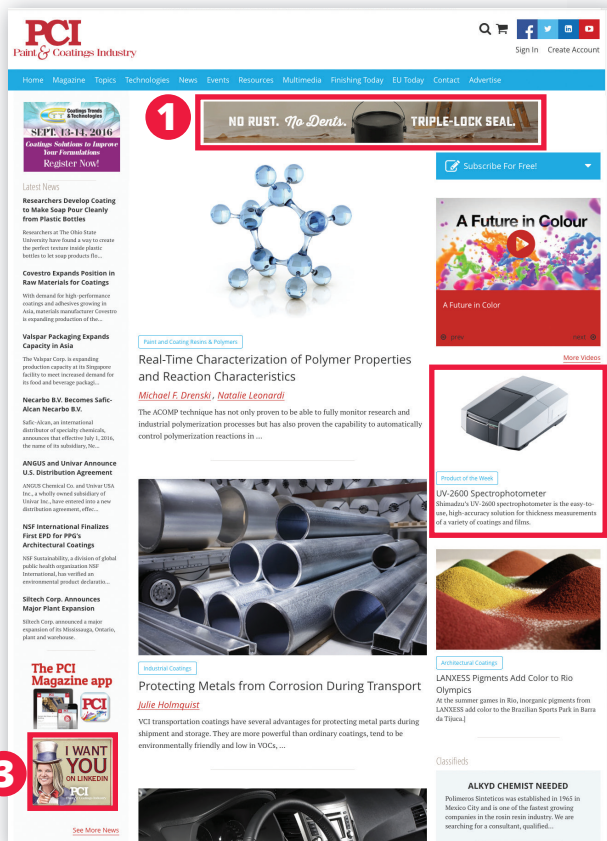 PCI
Paint & Coatings Industry
Sign In Create Account
Home Magazine Topics Technologies News Events Resources Multimedia Finishing Today EU Today Contact Advertise
Coatings Trends
& Technologies
SEPT. 13-14, 2016
Coatings Solutions to Improve
Your Formulations
Register Now!
Latest News
Researchers Develop Coating
to Make Soap Pour Cleanly
from Plastic Bottles
Researchers at The Ohio State
University have found a way to create
the perfect texture inside plastic
bottles to let soap products flo...
Covestro Expands Position in
Raw Materials for Coatings
With demand for high-performance
coatings and adhesives growing in
Asia, materials manufacturer Covestro
is expanding production of the...
Valspar Packaging Expands
Capacity in Asia
The Valspar Corp. is expanding
production capacity at its Singapore
facility to meet increased demand for
its food and beverage packagi...
Necarbo B.V. Becomes Safic-
Alcan Necarbo B.V.
Safic-Alcan, an international
distributor of specialty chemicals,
announces that effective July 1, 2016,
the name of its subsidiary, Ne...
ANGUS and Univar Announce
U.S. Distribution Agreement
ANGUS Chemical Co. and Univar USA
Inc., a wholly owned subsidiary of
Univar Inc., have entered into a new
distribution agreement, effec...
NSF International Finalizes
First EPD for PPG's
Architectural Coatings
NSF Sustainability, a division of global
public health organization NSF
International, has verified an
environmental product declaratio...
Siltech Corp. Announces
Major Plant Expansion
Siltech Corp. announced a major
expansion of its Mississauga, Ontario,
plant and warehouse.
The PCI
Magazine app
PCI
3
I WANT
YOU
ON LINKEDIN
PCI
See More News
1
NO RUST. No Dents. TRIPLE-LOCK SEAL.
Paint and Coating Resins & Polymers
Real-Time Characterization of Polymer Properties
and Reaction Characteristics
Michael F. Drenski, Natalie Leonardi
The ACOMP technique has not only proven to be able to fully monitor research and
industrial polymerization processes but has also proven the capability to automatically
control polymerization reactions in ...
Industrial Coatings
Protecting Metals from Corrosion During Transport
Julie Holmquist
VCI transportation coatings have several advantages for protecting metal parts during
shipment and storage. They are more powerful than ordinary coatings, tend to be
environmentally friendly and low in VOCs, ...
Subscribe For Free!
A Future in Colour
A Future in Color
prev next
More Videos
Product of the Week
UV-2600 Spectrophotometer
Shimadzu's UV-2600 spectrophotometer is the easy-to-
use, high-accuracy solution for thickness measurements
of a variety of coatings and films.
Architectural Coatings
LANXESS Pigments Add Color to Rio
Olympics
At the summer games in Rio, inorganic pigments from
LANXESS add color to the Brazilian Sports Park in Barra
da Tijuca.]
Classifieds
ALKYD CHEMIST NEEDED
Polimeros Sinteticos was established in 1965 in
Mexico City and is one of the fastest growing
companies in the rosin resin industry. We are
searching for a consultant, qualified...